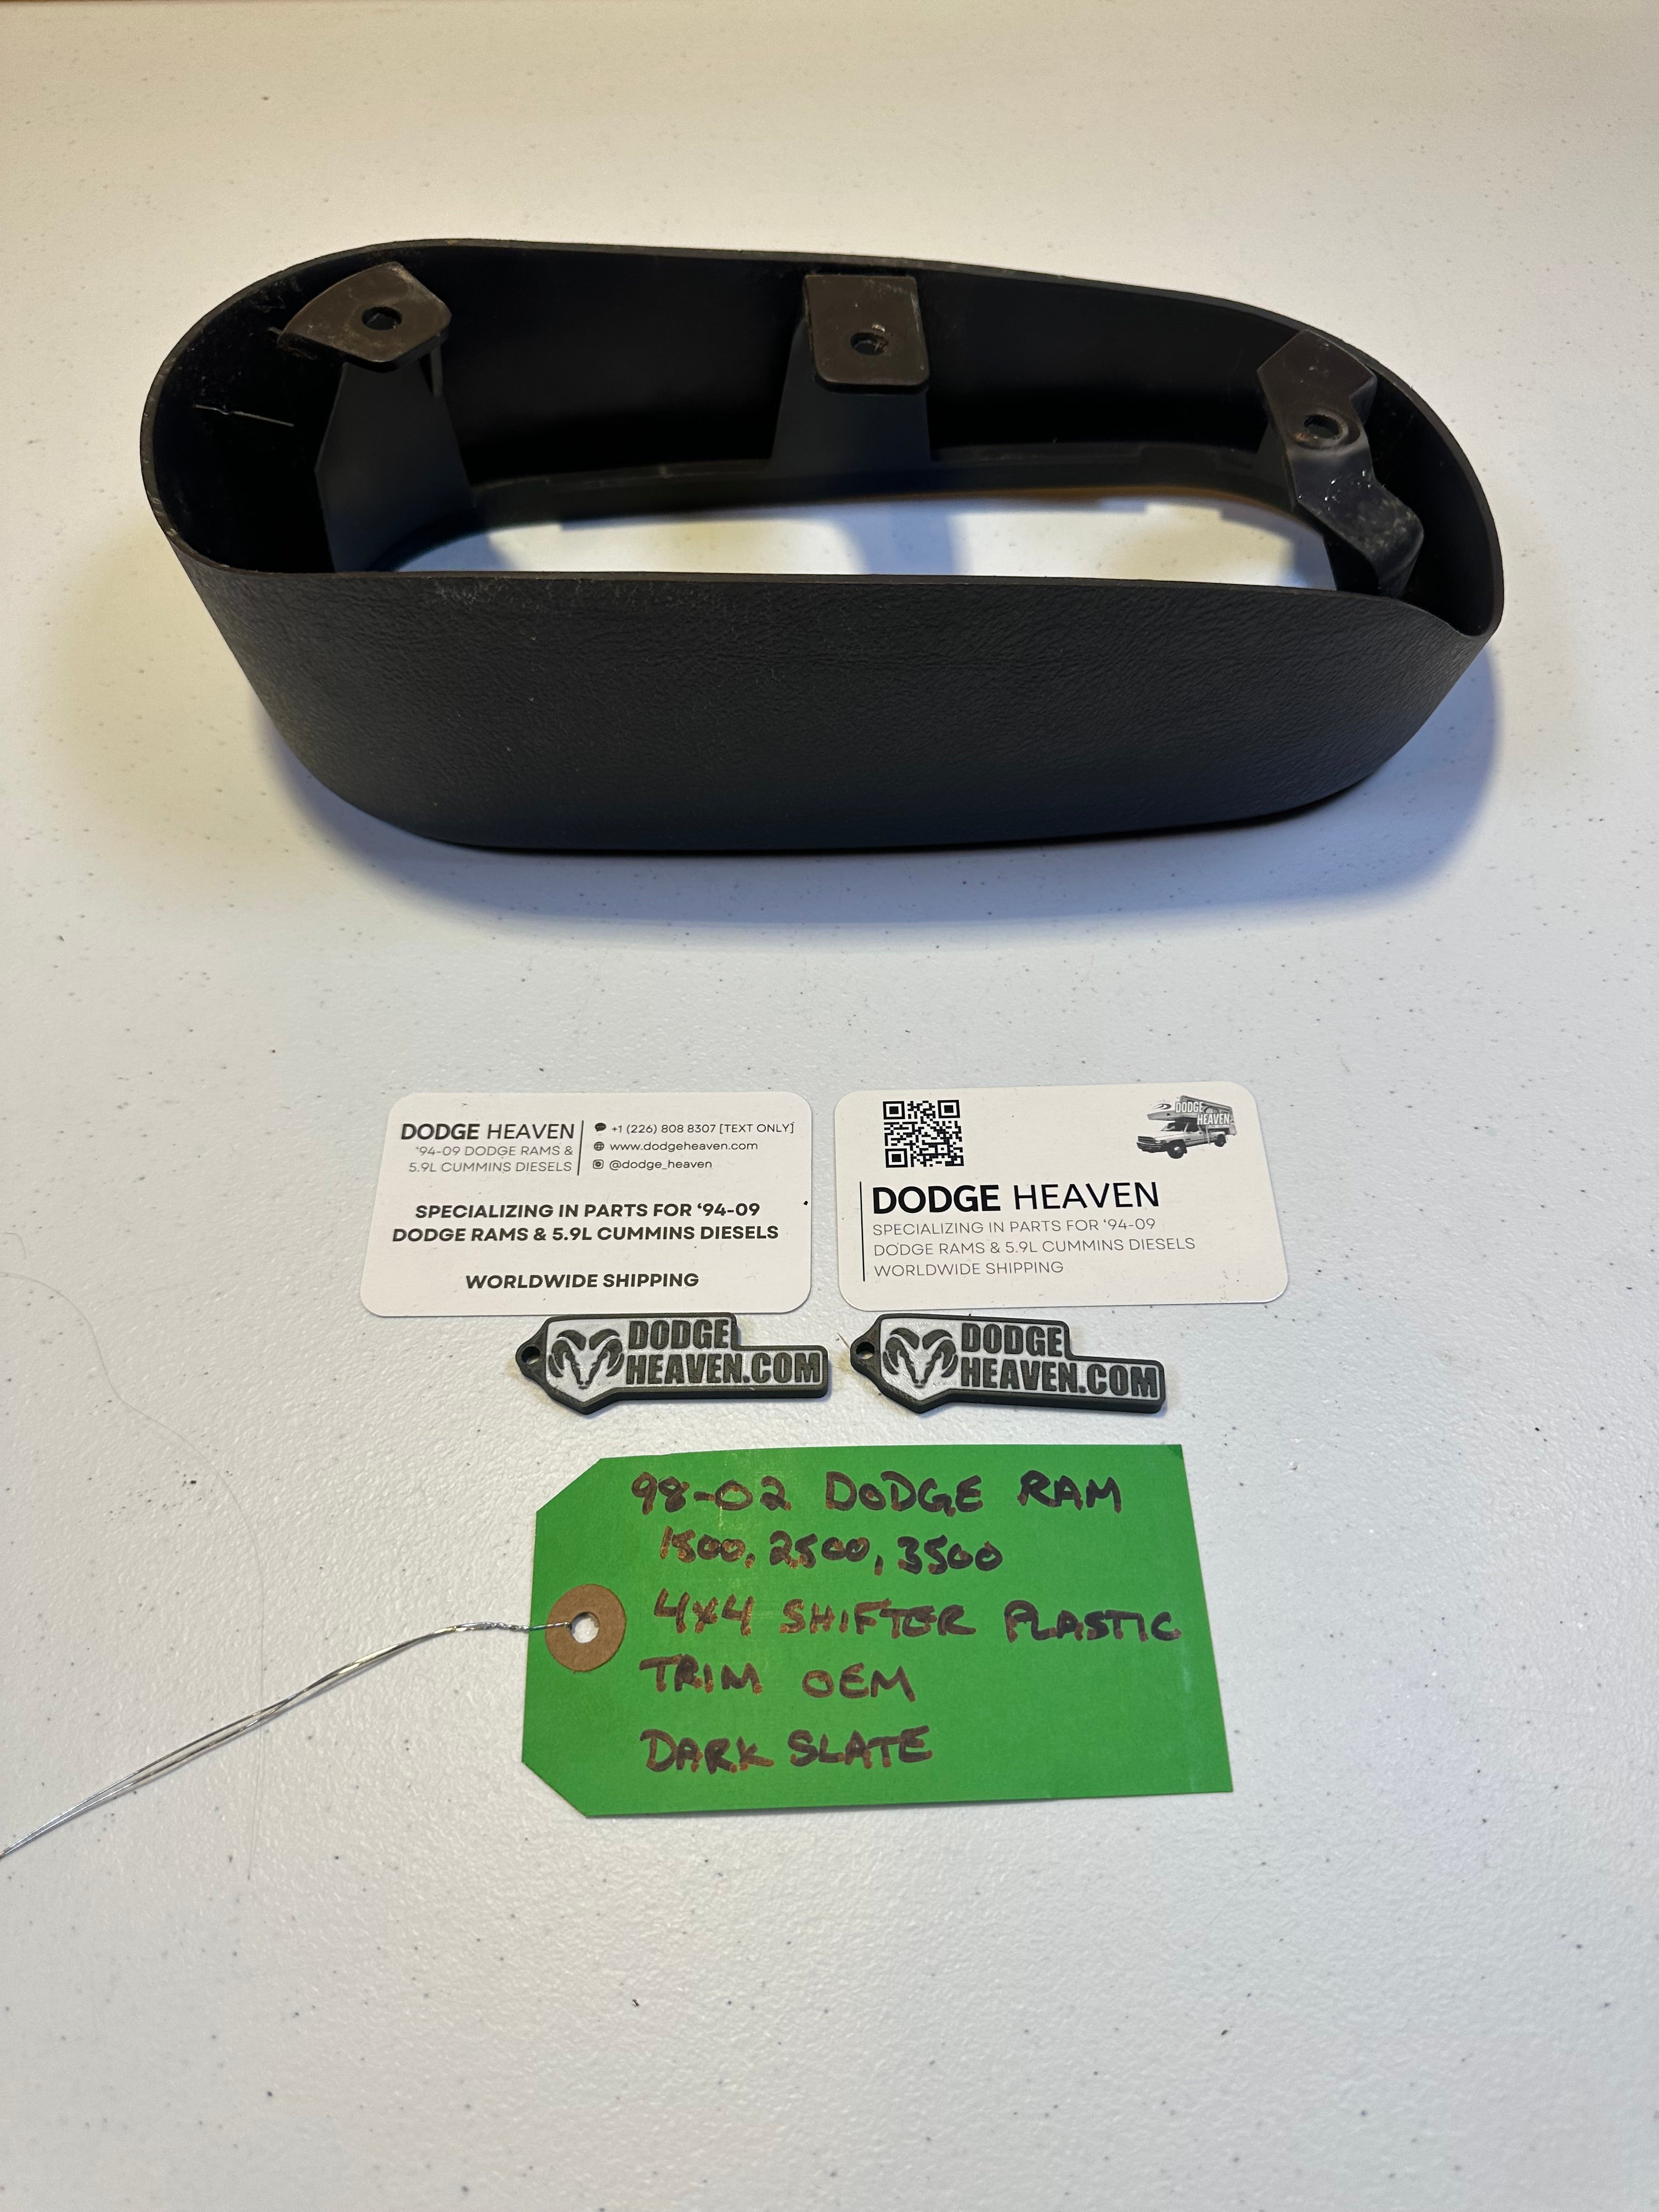 DODGE HEAVEN
'94-09 DODGE RAMS &
5.9L CUMMINS DIESELS
+1 (226) 808 8307 [TEXT ONLY]
www.dodgeheaven.com
@dodge_heaven
SPECIALIZING IN PARTS FOR ‘94-09
DODGE RAMS & 5.9L CUMMINS DIESELS
WORLDWIDE SHIPPING
DODGE
HEAVEN
DODGE HEAVEN
SPECIALIZING IN PARTS FOR ‘94-09
DODGE RAMS & 5.9L CUMMINS DIESELS
WORLDWIDE SHIPPING
DODGE
HEAVEN.COM
DODGE
HEAVEN.COM
98-02 DODGE RAM
1500, 2500, 3500
4X4 SHIFTER PLASTIC
TRIM OEM
DARK SLATE